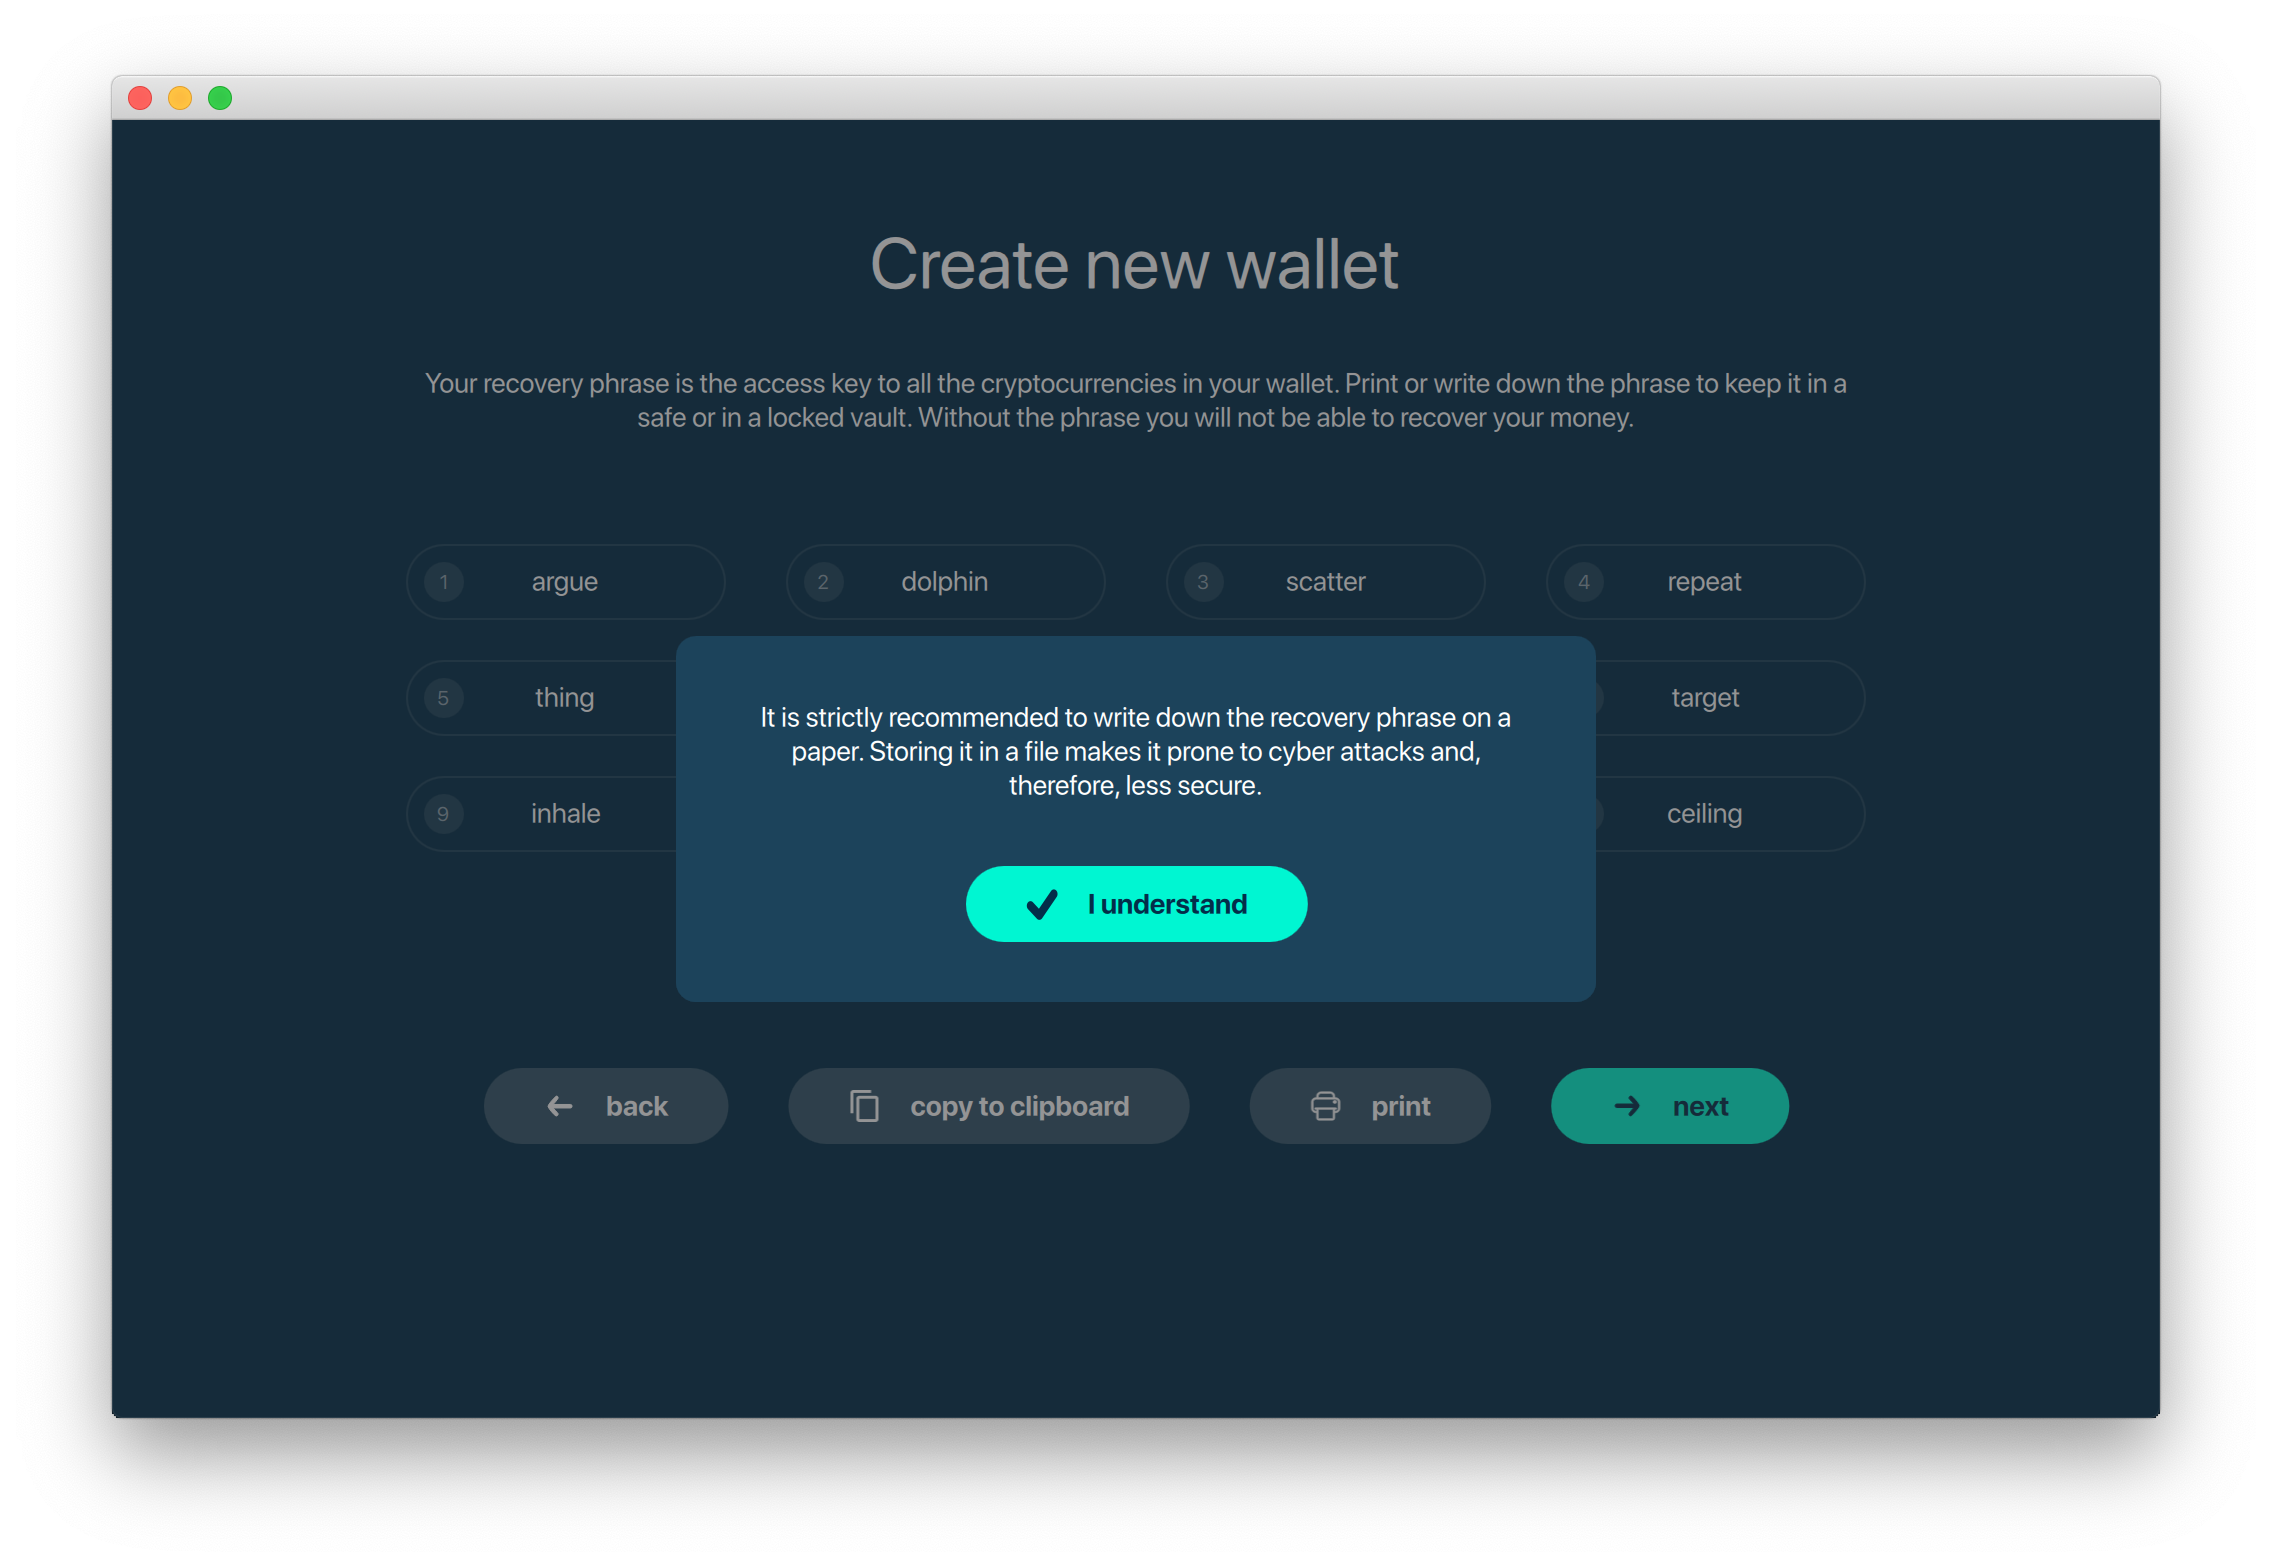 Create new wallet
Your recovery phrase is the access key to all the cryptocurrencies in your wallet. Print or write down the phrase to keep it in a
safe or in a locked vault. Without the phrase you will not be able to recover your money.
1 argue 2 dolphin 3 scatter 4 repeat
5 thing target
9 inhale ceiling
It is strictly recommended to write down the recovery phrase on a
paper. Storing it in a file makes it prone to cyber attacks and,
therefore, less secure.
I understand
back copy to clipboard print next